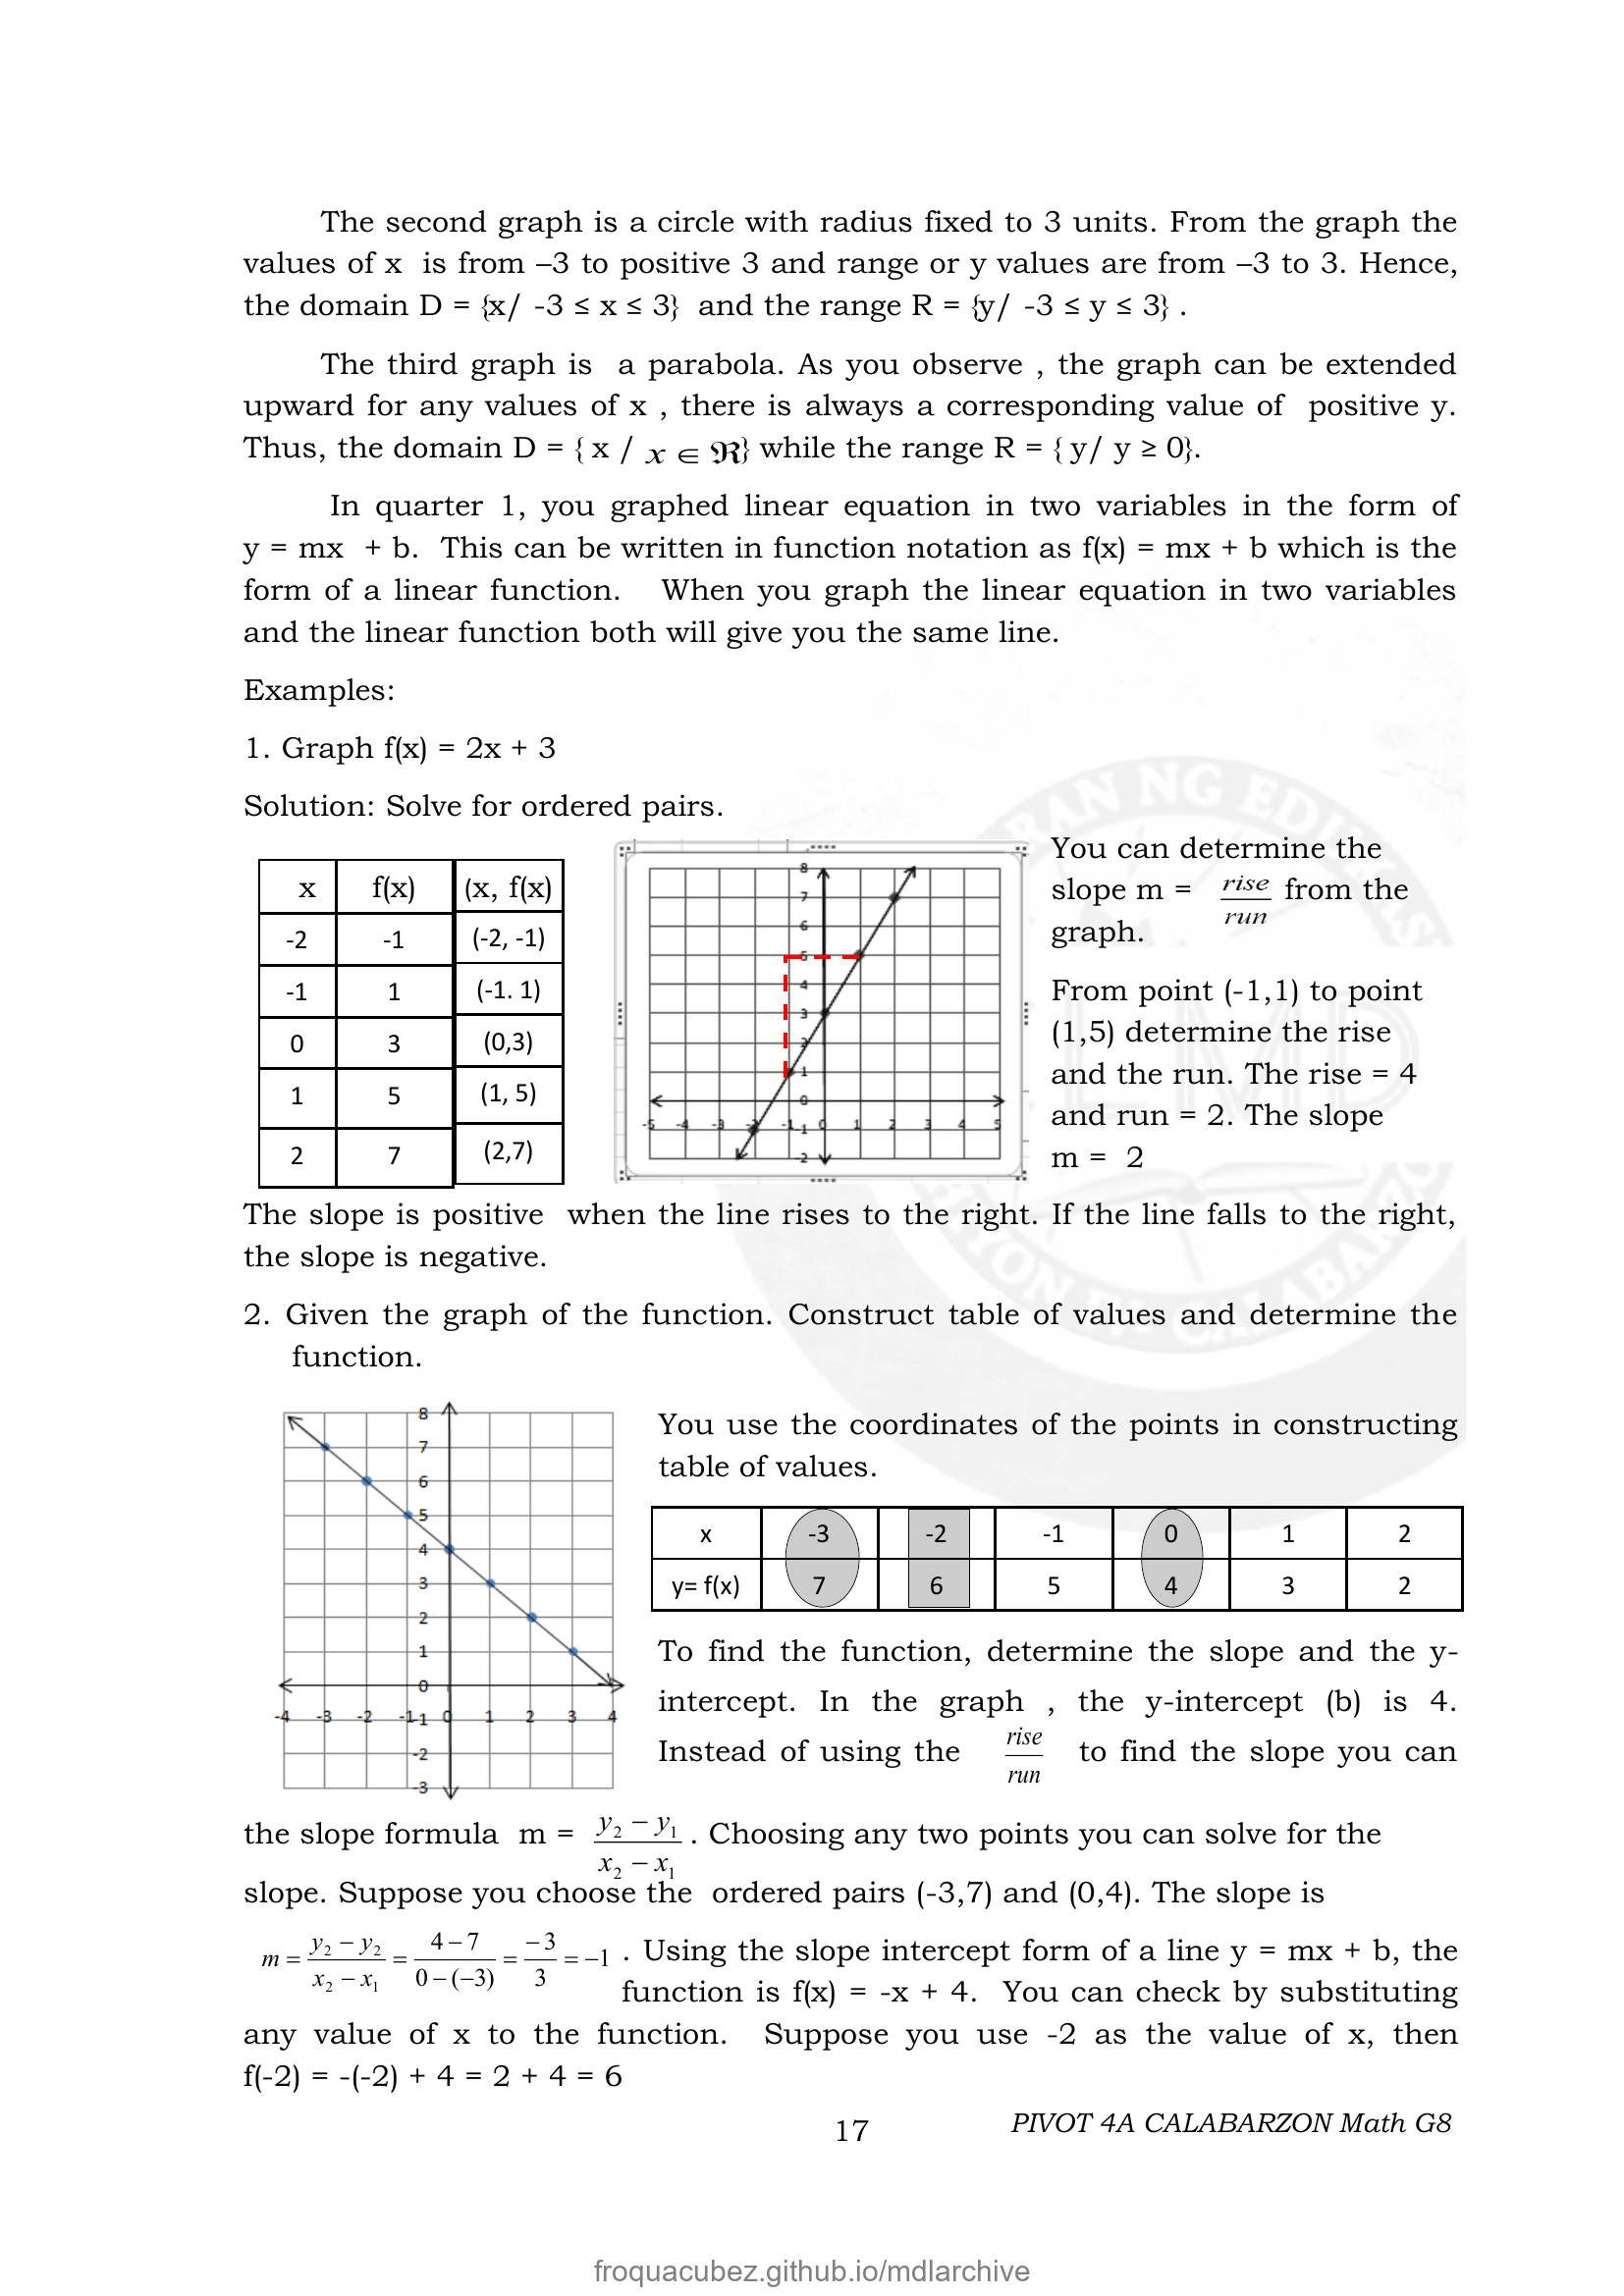 The second graph is a circle with radius fixed to 3 units. From the graph the
values of x is from –3 to positive 3 and range or y values are from –3 to 3. Hence,
the domain D = {x/ -3 ≤ x ≤ 3} and the range R = {y/ -3 ≤ y ≤ 3} .
The third graph is a parabola. As you observe , the graph can be extended
upward for any values of x , there is always a corresponding value of positive y.
Thus, the domain D = { x / x ∈ ℜ} while the range R = { y/ y ≥ 0}.
In quarter 1, you graphed linear equation in two variables in the form of
y = mx + b. This can be written in function notation as f(x) = mx + b which is the
form of a linear function. When you graph the linear equation in two variables
and the linear function both will give you the same line.
Examples:
1. Graph f(x) = 2x + 3
Solution: Solve for ordered pairs.
x f(x) (x, f(x)
-2 -1 (-2, -1)
-1 1 (-1. 1)
0 3 (0,3)
1 5 (1, 5)
2 7 (2,7)
8
7
6
5
4
3
2
1
0
-5 -4 -3 -2 -1 0 1 2 3 4 5
-1
-2
You can determine the
slope m = rise/run from the
graph.
From point (-1,1) to point
(1,5) determine the rise
and the run. The rise = 4
and run = 2. The slope
m = 2
The slope is positive when the line rises to the right. If the line falls to the right,
the slope is negative.
2. Given the graph of the function. Construct table of values and determine the
function.
8
7
6
5
4
3
2
1
0
-4 -3 -2 -1 0 1 2 3 4
-1
-2
-3
You use the coordinates of the points in constructing
table of values.
x -3 -2 -1 0 1 2
y= f(x) 7 6 5 4 3 2
To find the function, determine the slope and the y-
intercept. In the graph , the y-intercept (b) is 4.
Instead of using the rise/run to find the slope you can
the slope formula m = y₂ − y₁ / x₂ − x₁ . Choosing any two points you can solve for the
slope. Suppose you choose the ordered pairs (-3,7) and (0,4). The slope is
m = y₂ − y₂ / x₂ − x₁ = 4 − 7 / 0 − (−3) = −3 / 3 = −1 . Using the slope intercept form of a line y = mx + b, the
function is f(x) = -x + 4. You can check by substituting
any value of x to the function. Suppose you use -2 as the value of x, then
f(-2) = -(-2) + 4 = 2 + 4 = 6
17
PIVOT 4A CALABARZON Math G8
froquacubez.github.io/mdlarchive